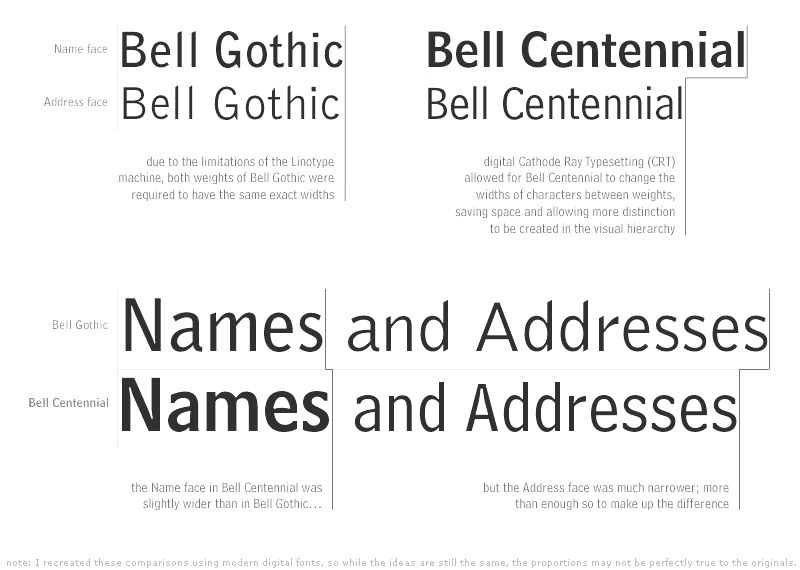 Name face
Bell Gothic
Bell Centennial
Address face
Bell Gothic
Bell Centennial
due to the limitations of the Linotype
machine, both weights of Bell Gothic were
required to have the same exact widths
digital Cathode Ray Typesetting (CRT)
allowed for Bell Centennial to change the
widths of characters between weights,
saving space and allowing more distinction
to be created in the visual hierarchy
Bell Gothic
Names and Addresses
Bell Centennial
Names and Addresses
the Name face in Bell Centennial was
slightly wider than in Bell Gothic...
but the Address face was much narrower; more
than enough so to make up the difference
note: I recreated these comparisons using modern digital fonts, so while the ideas are still the same, the proportions may not be perfectly true to the originals.